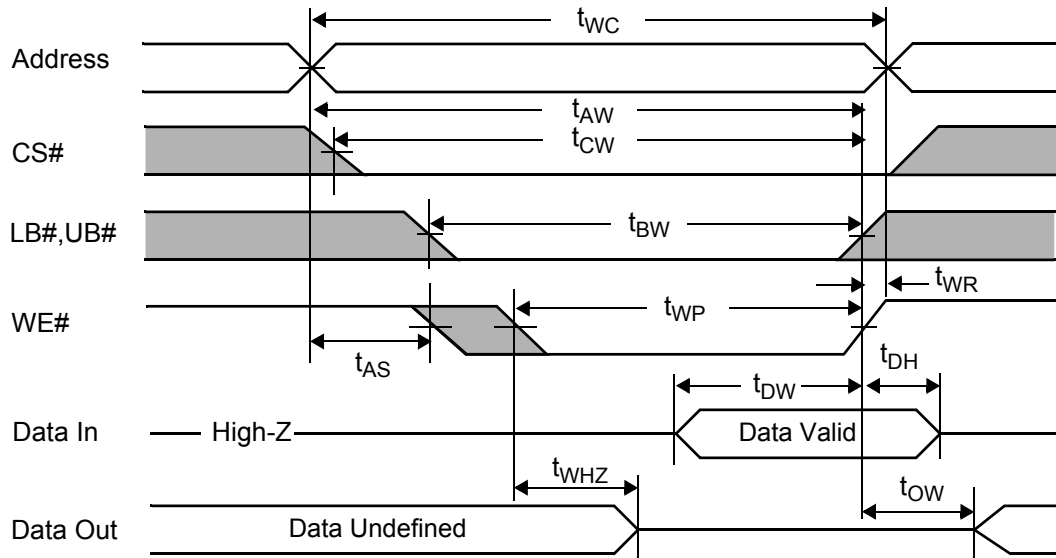 tWC
Address
tAW
tCW
CS#
LB#,UB#
tBW
tWR
WE#
tWP
tAS
tDH
tDW
Data In
High-Z
Data Valid
tWHZ
tOW
Data Out
Data Undefined